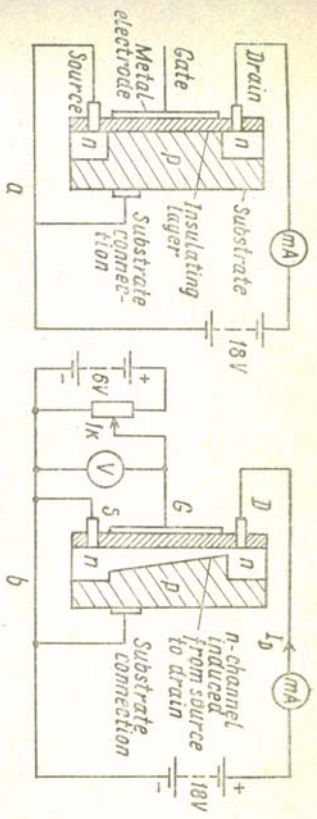 Drain
Gate
Metal
electrode
Source
n
p
n
Substrate
Insulating
layer
Substrate
connec-
tion
mA
18V
a
D
G
S
n
p
n
n-channel
induced
from source
to drain
Substrate
connection
I_D
mA
+
18V
-
+
6V
-
1K
V
b